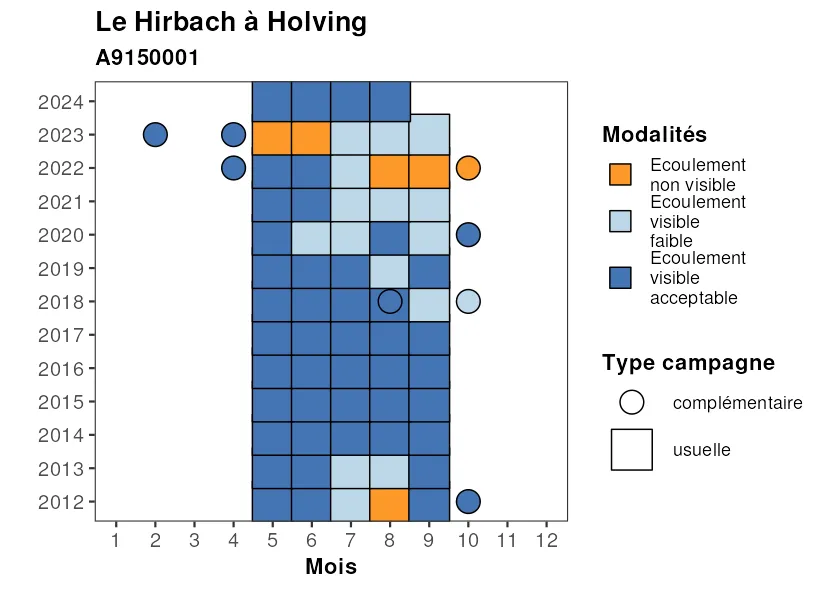 Le Hirbach à Holving
A9150001
2024
2023
2022
2021
2020
2019
2018
2017
2016
2015
2014
2013
2012
1 2 3 4 5 6 7 8 9 10 11 12
Mois
Modalités
Ecoulement
non visible
Ecoulement
visible
faible
Ecoulement
visible
acceptable
Type campagne
complémentaire
usuelle